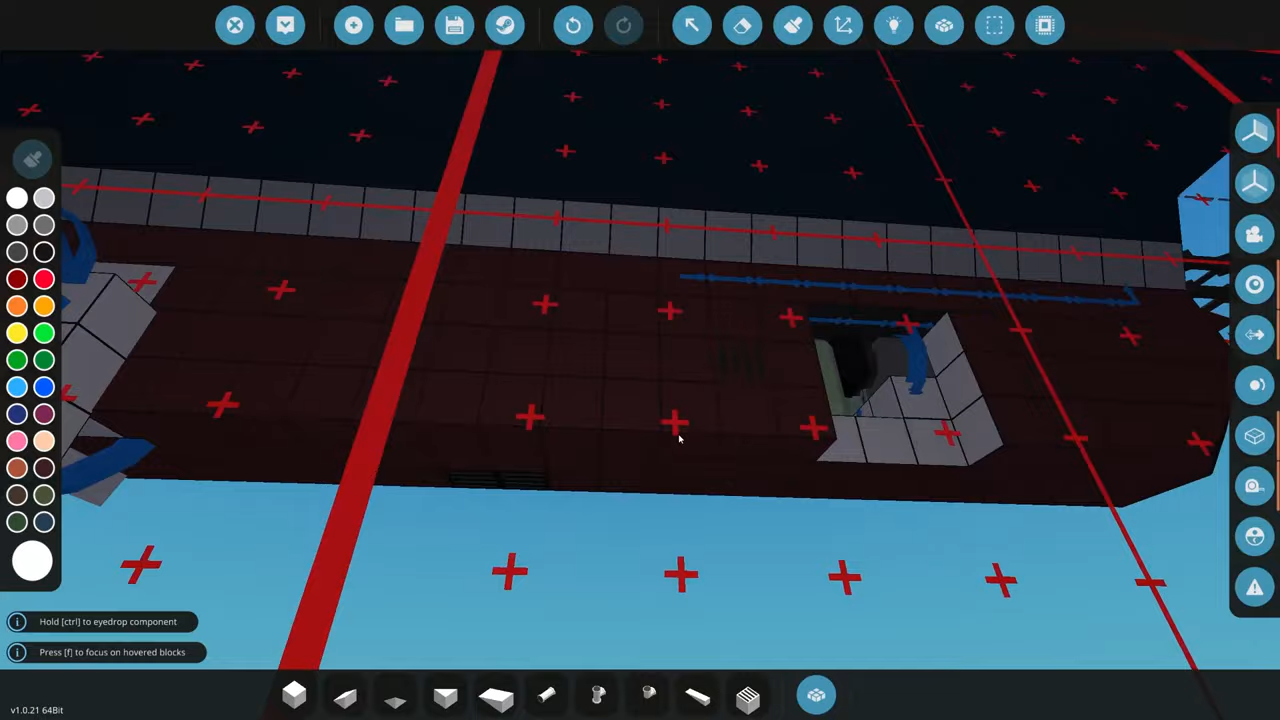 Hold [ctrl] to eyedrop component
Press [f] to focus on hovered blocks
v1.0.21 64Bit